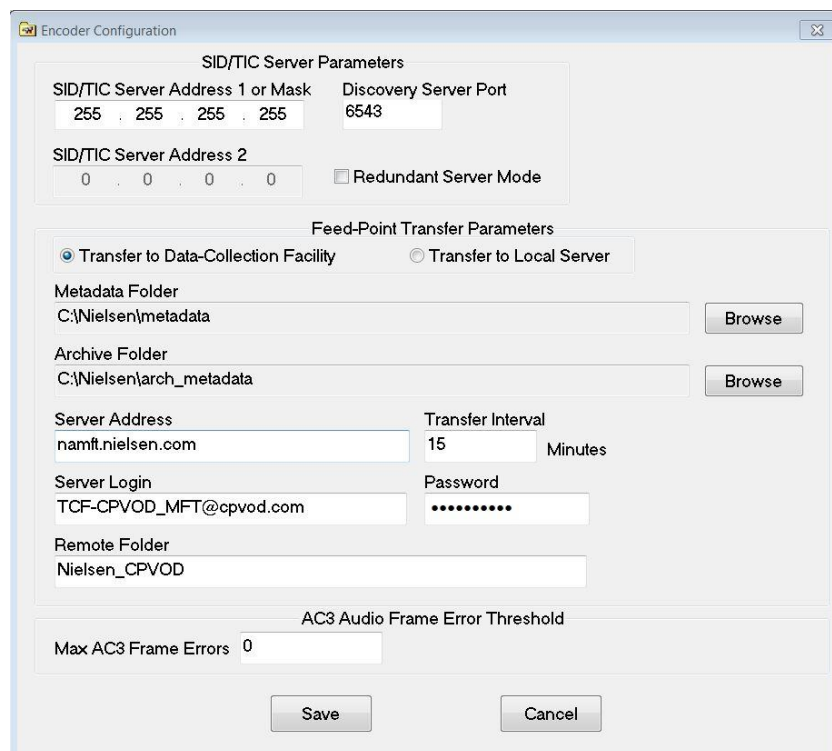 Encoder Configuration
SID/TIC Server Parameters
SID/TIC Server Address 1 or Mask Discovery Server Port
255 . 255 . 255 . 255 6543
SID/TIC Server Address 2
0 . 0 . 0 . 0 Redundant Server Mode
Feed-Point Transfer Parameters
Transfer to Data-Collection Facility Transfer to Local Server
Metadata Folder
C:\Nielsen\metadata Browse
Archive Folder
C:\Nielsen\arch_metadata Browse
Server Address Transfer Interval
namft.nielsen.com 15 Minutes
Server Login Password
TCF-CPVOD_MFT@cpvod.com ••••••••••
Remote Folder
Nielsen_CPVOD
AC3 Audio Frame Error Threshold
Max AC3 Frame Errors 0
Save Cancel